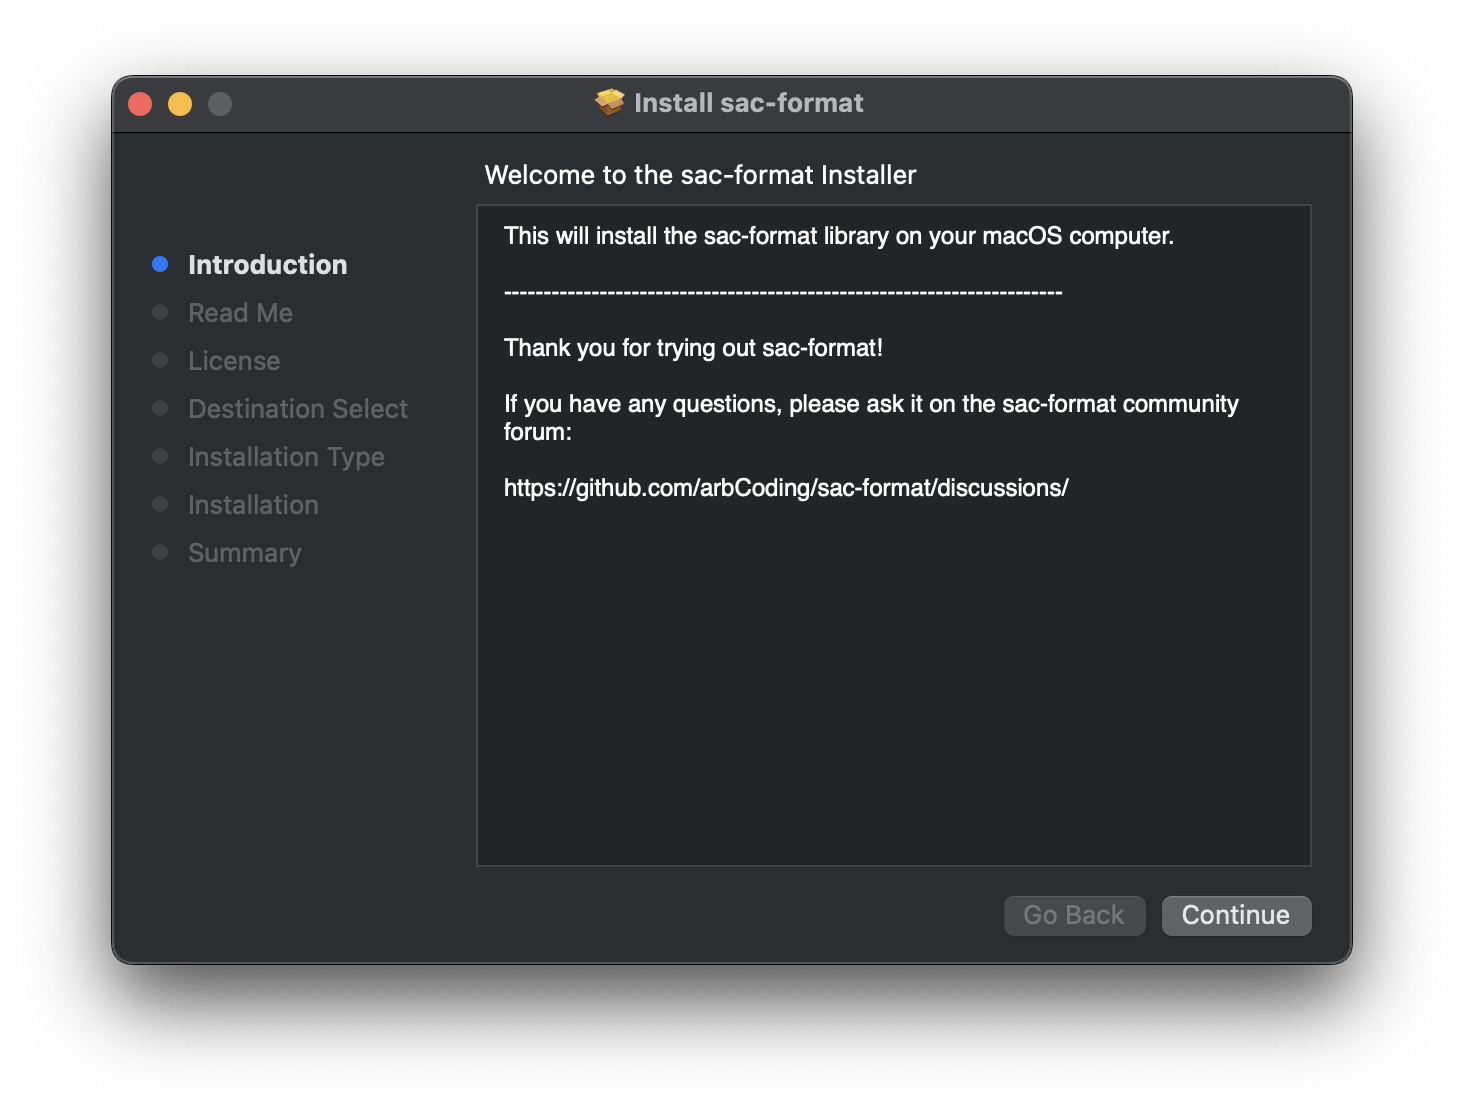 Install sac-format
Welcome to the sac-format Installer
Introduction
Read Me
License
Destination Select
Installation Type
Installation
Summary
This will install the sac-format library on your macOS computer.
----------------------------------------------------------------------
Thank you for trying out sac-format!
If you have any questions, please ask it on the sac-format community
forum:
https://github.com/arbCoding/sac-format/discussions/
Go Back
Continue